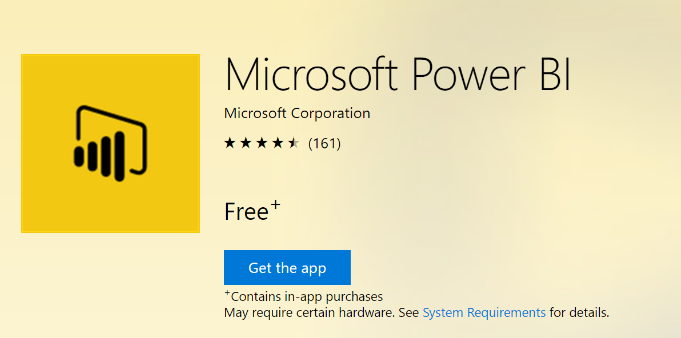 Microsoft Power BI
Microsoft Corporation
(161)
Free+
Get the app
+Contains in-app purchases
May require certain hardware. See System Requirements for details.